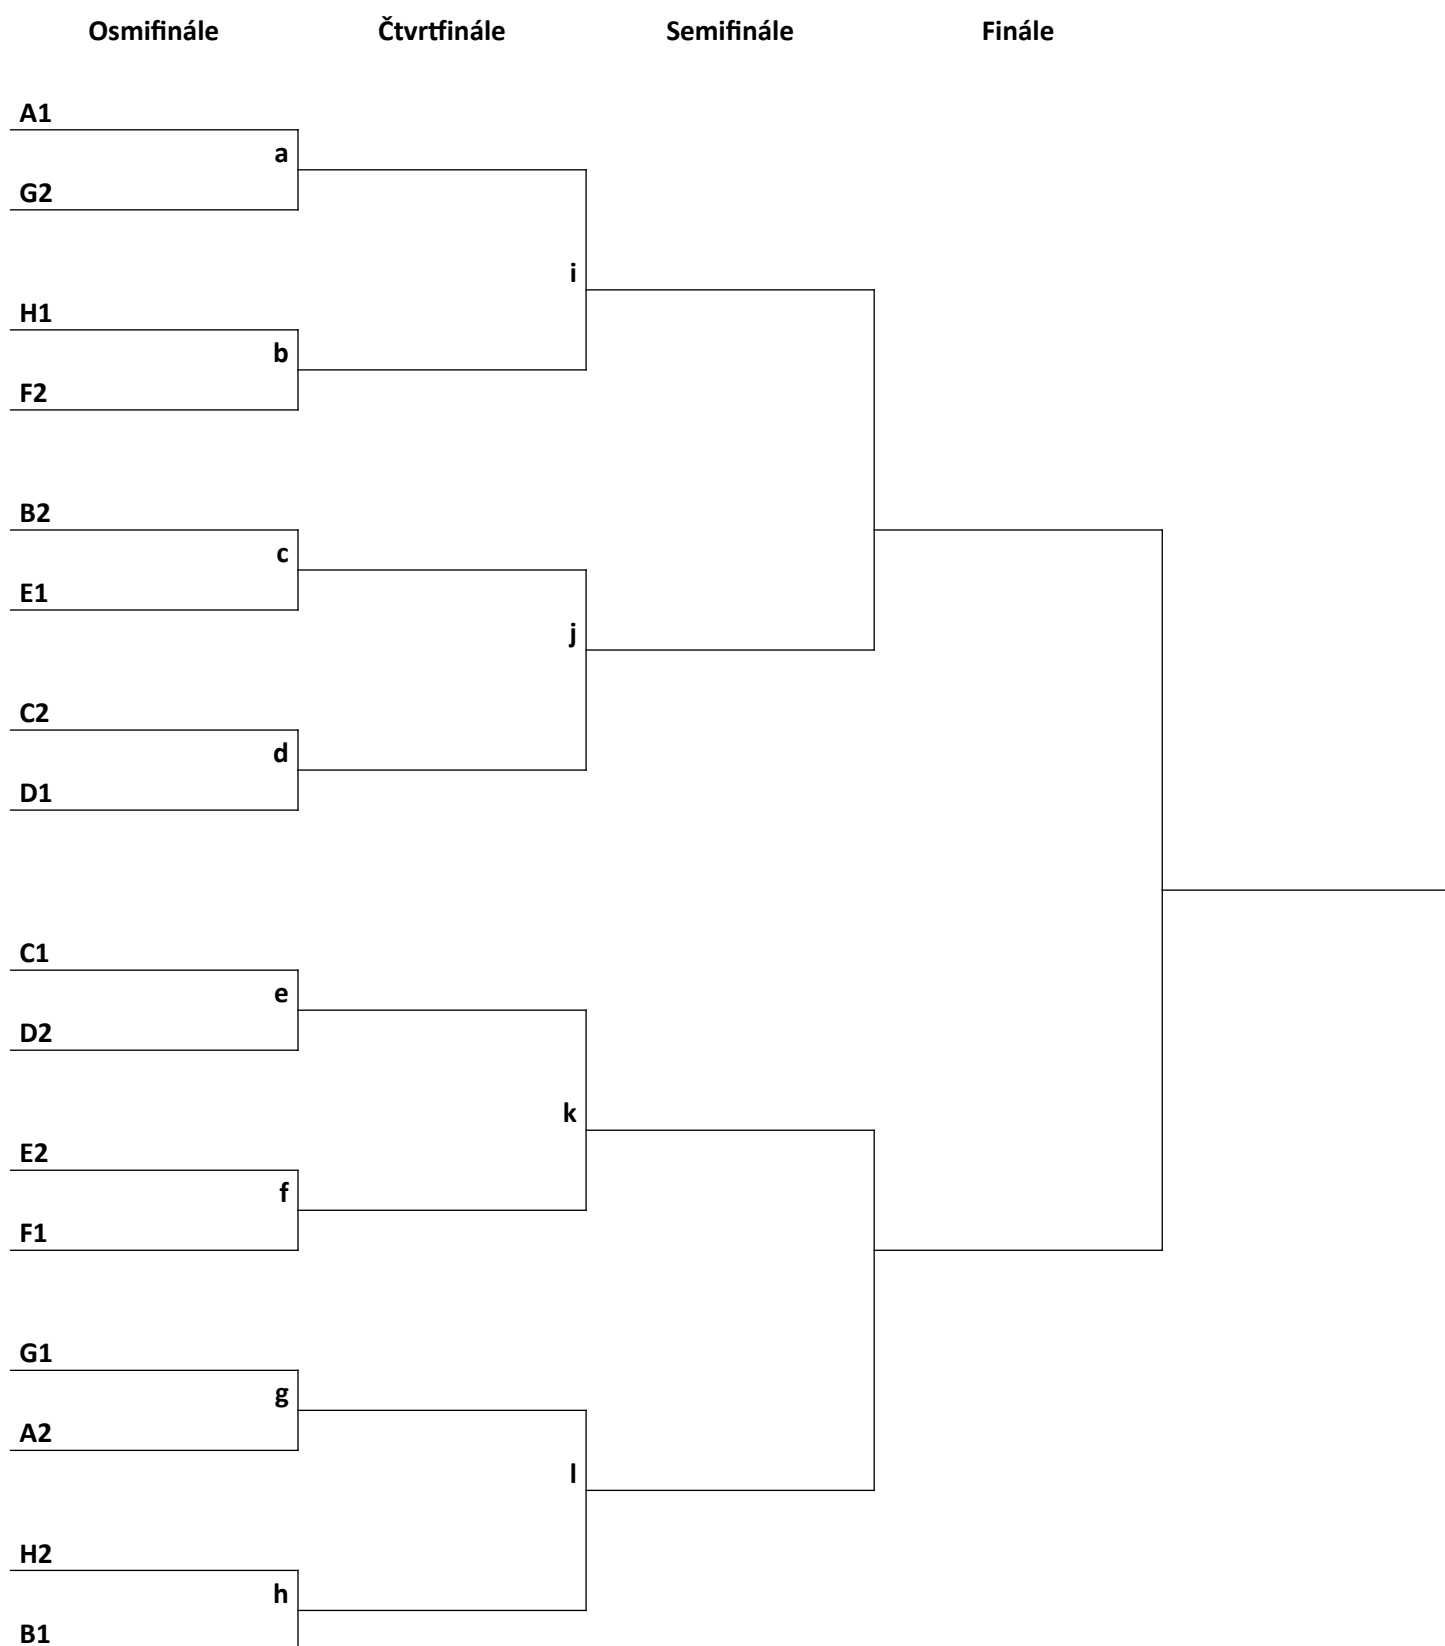 Osmifinále Čtvrtfinále Semifinále Finále
A1
a
G2
i
H1
b
F2
B2
c
E1
j
C2
d
D1
C1
e
D2
k
E2
f
F1
G1
g
A2
l
H2
h
B1